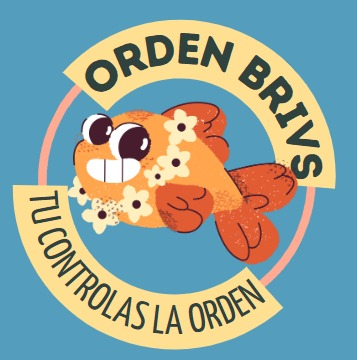 ORDEN BRIVS
TU CONTROLAS LA ORDEN